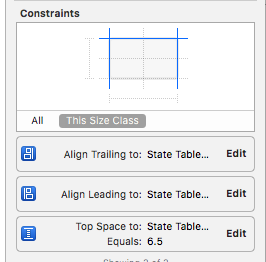 Constraints
All This Size Class
Align Trailing to: State Table... Edit
Align Leading to: State Table... Edit
Top Space to: State Table...
Equals: 6.5 Edit